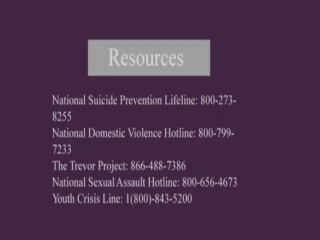 Resources
National Suicide Prevention Lifeline: 800-273-
8255
National Domestic Violence Hotline: 800-799-
7233
The Trevor Project: 866-488-7386
National Sexual Assault Hotline: 800-656-4673
Youth Crisis Line: 1(800)-843-5200